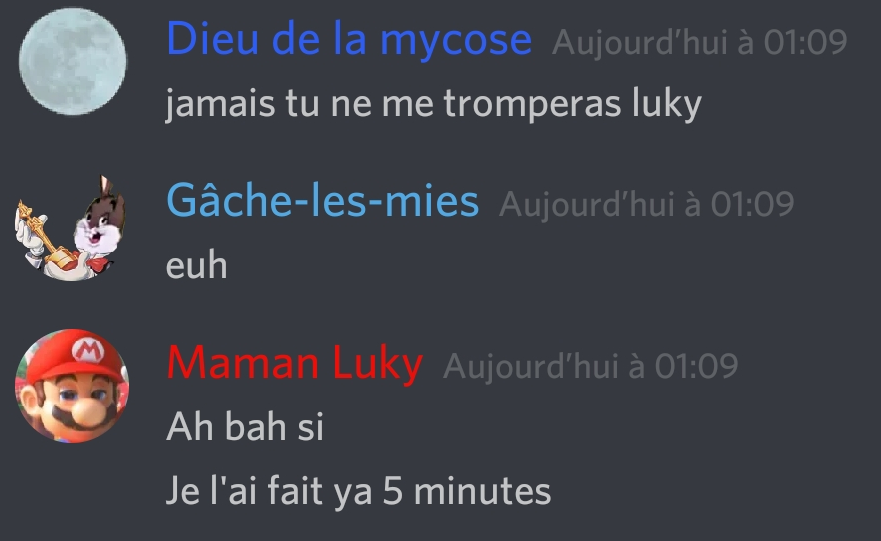 Dieu de la mycose Aujourd'hui à 01:09
jamais tu ne me tromperas luky
Gâche-les-mies Aujourd'hui à 01:09
euh
M
Maman Luky Aujourd'hui à 01:09
Ah bah si
Je l'ai fait ya 5 minutes